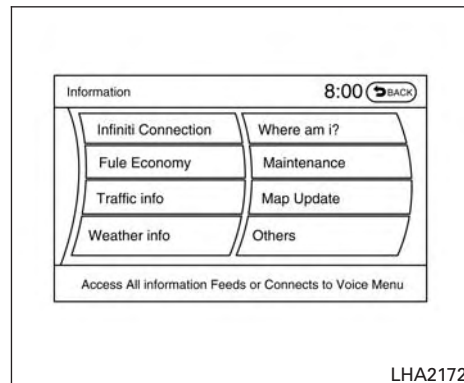 Information 8:00 BACK
Infiniti Connection Where am i?
Fule Economy Maintenance
Traffic info Map Update
Weather info Others
Access All information Feeds or Connects to Voice Menu
LHA2172